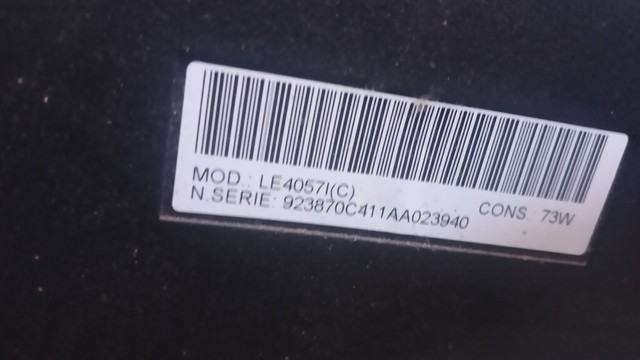 MOD.: LE4057I(C)
N.SERIE: 923870C411AA023940
CONS : 73W